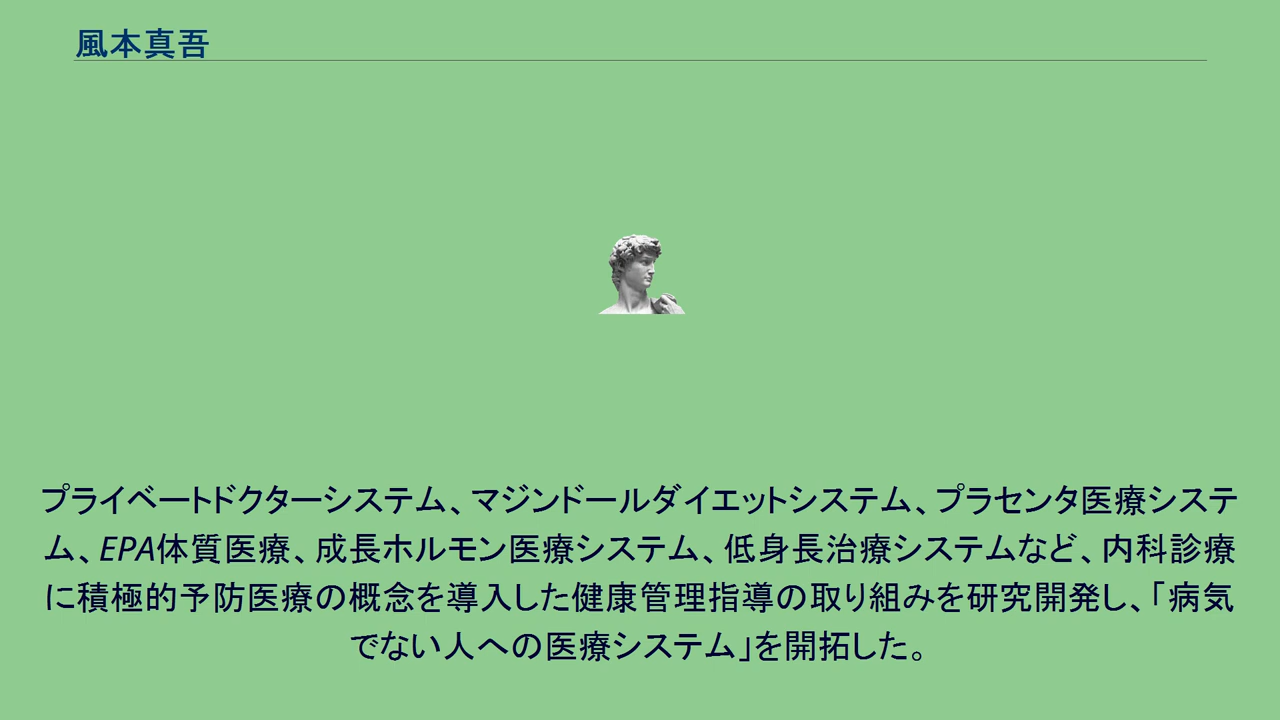 風本真吾
プライベートドクターシステム、マジンドールダイエットシステム、プラセンタ医療システ
ム、EPA体質医療、成長ホルモン医療システム、低身長治療システムなど、内科診療
に積極的予防医療の概念を導入した健康管理指導の取り組みを研究開発し、「病気
でない人への医療システム」を開拓した。